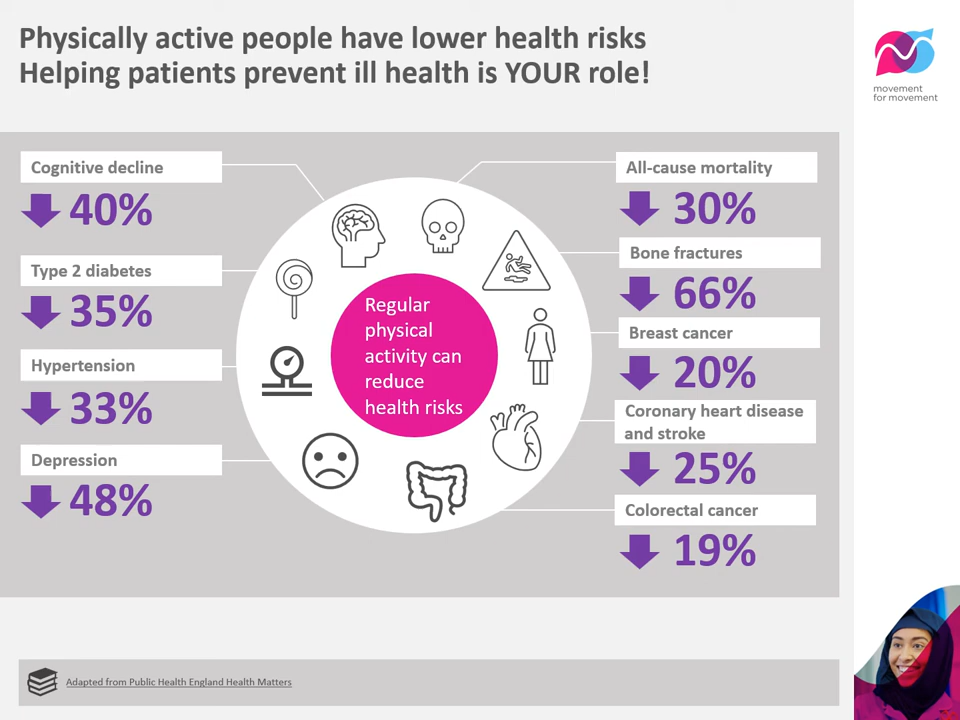 Physically active people have lower health risks
Helping patients prevent ill health is YOUR role!
movement
for movement
Cognitive decline
40%
Type 2 diabetes
35%
Hypertension
33%
Depression
48%
Regular
physical
activity can
reduce
health risks
All-cause mortality
30%
Bone fractures
66%
Breast cancer
20%
Coronary heart disease
and stroke
25%
Colorectal cancer
19%
Adapted from Public Health England Health Matters